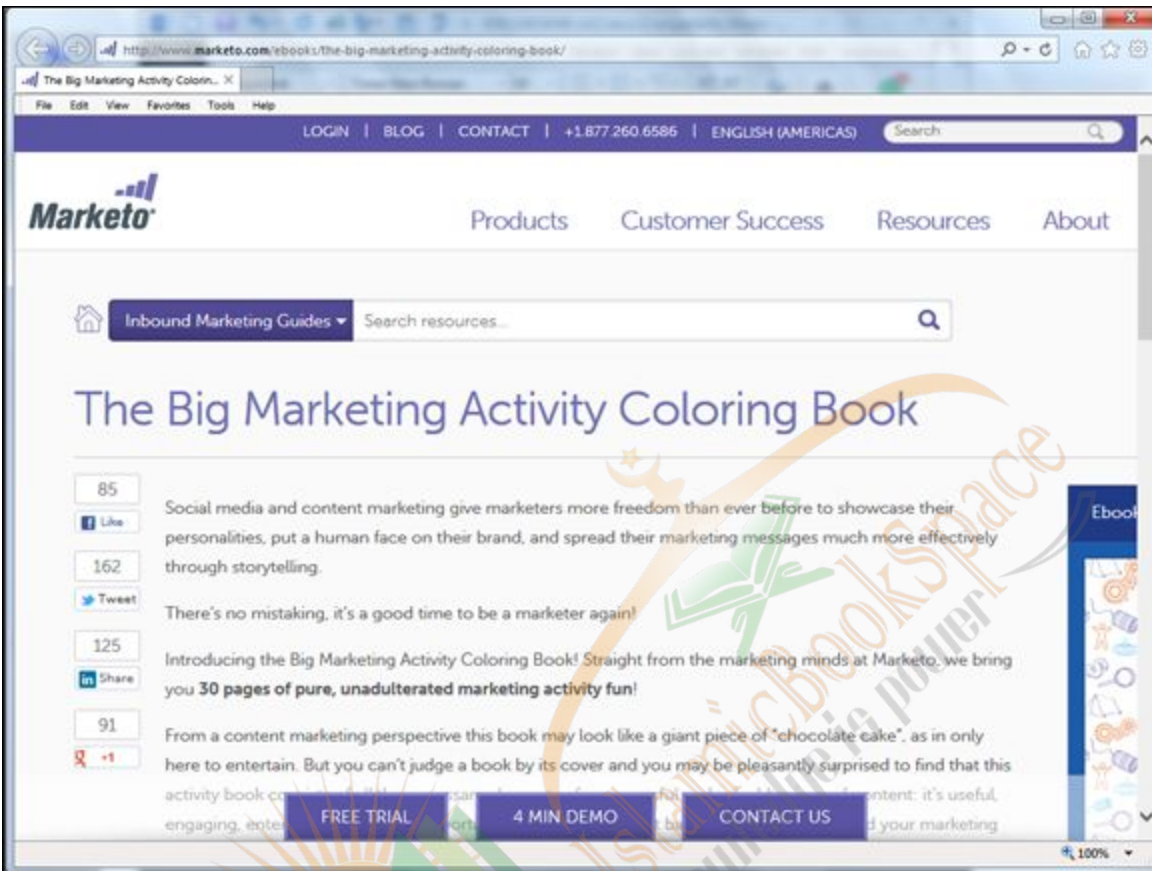 http://www.marketo.com/ebooks/the-big-marketing-activity-coloring-book/
The Big Marketing Activity Colorin...
File Edit View Favorites Tools Help
LOGIN | BLOG | CONTACT | +1.877.260.6586 | ENGLISH (AMERICAS) Search
Marketo
Products Customer Success Resources About
Inbound Marketing Guides Search resources...
The Big Marketing Activity Coloring Book
85
Like
162
Tweet
125
Share
91
+1
Social media and content marketing give marketers more freedom than ever before to showcase their
personalities, put a human face on their brand, and spread their marketing messages much more effectively
through storytelling.
There's no mistaking, it's a good time to be a marketer again!
Introducing the Big Marketing Activity Coloring Book! Straight from the marketing minds at Marketo, we bring
you 30 pages of pure, unadulterated marketing activity fun!
From a content marketing perspective this book may look like a giant piece of "chocolate cake", as in only
here to entertain. But you can't judge a book by its cover and you may be pleasantly surprised to find that this
activity book
it's useful,
engaging,
your marketing
FREE TRIAL 4 MIN DEMO CONTACT US
Ebook
100%
IslamicBookSpace